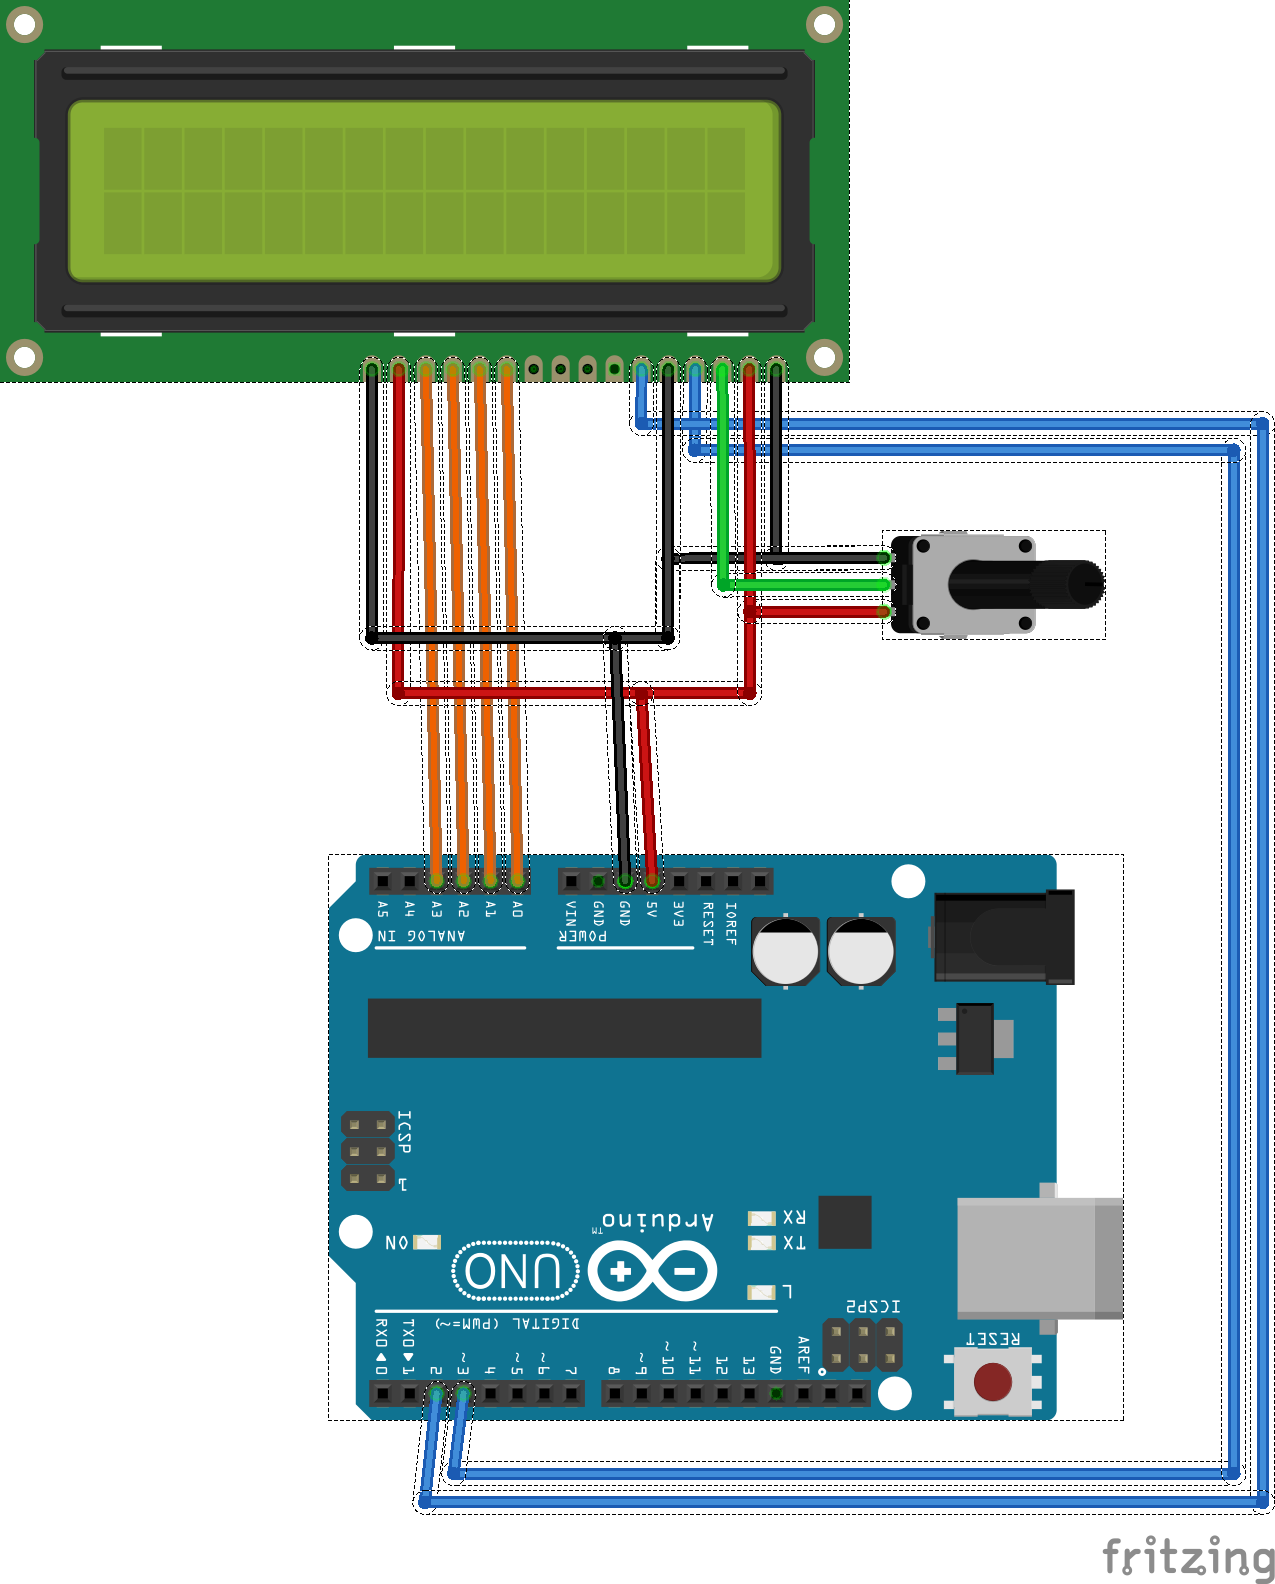 A5 A4 A3 A2 A1 A0 VIN GND GND 5V 3V3 RESET IOREF
ANALOG IN POWER
ICSP
1
RX
TX
L
ON
Arduino™
UNO
DIGITAL (PWM=~)
ICSP2
RESET
RX0 0 TX0 1 2 ~3 4 ~5 ~6 7 8 ~9 ~10 ~11 12 13 GND AREF
fritzing